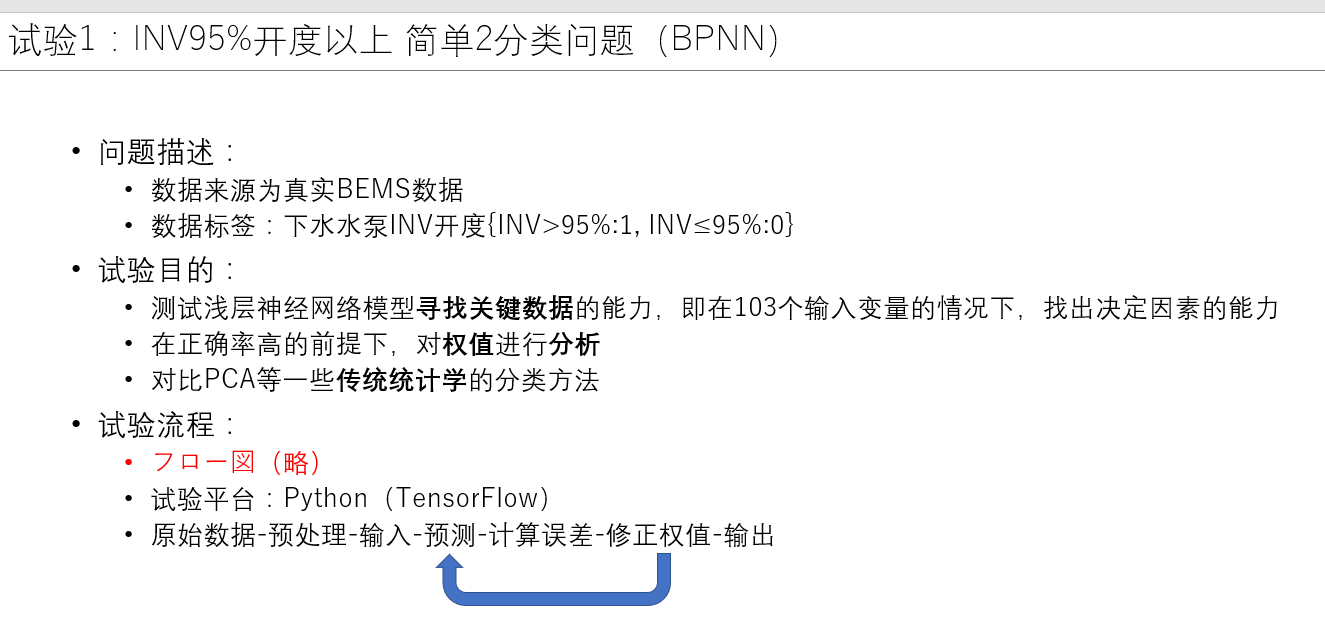 试验1：INV95%开度以上 简单2分类问题（BPNN）
• 问题描述：
• 数据来源为真实BEMS数据
• 数据标签：下水水泵INV开度{INV>95%:1, INV≤95%:0}
• 试验目的：
• 测试浅层神经网络模型寻找关键数据的能力，即在103个输入变量的情况下，找出决定因素的能力
• 在正确率高的前提下，对权值进行分析
• 对比PCA等一些传统统计学的分类方法
• 试验流程：
• フロー図（略）
• 试验平台：Python（TensorFlow）
• 原始数据-预处理-输入-预测-计算误差-修正权值-输出